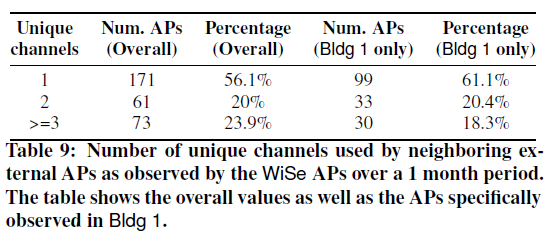 Unique Num. APs Percentage Num. APs Percentage
channels (Overall) (Overall) (Bldg 1 only) (Bldg 1 only)
1 171 56.1% 99 61.1%
2 61 20% 33 20.4%
>=3 73 23.9% 30 18.3%
Table 9: Number of unique channels used by neighboring ex-
ternal APs as observed by the WiSe APs over a 1 month period.
The table shows the overall values as well as the APs specifically
observed in Bldg 1.